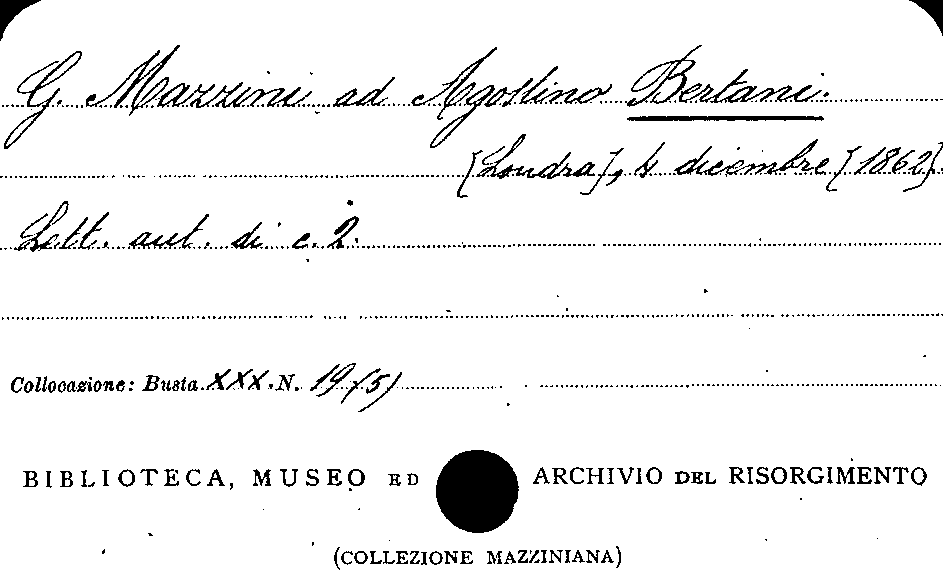 G. Mazzini ad Agostino Bertani.
[Londra], 4 dicembre [1862].
Lett. aut. di c. 2.
Collocazione: Busta XXX. N. 19 (5)
BIBLIOTECA, MUSEO ED ARCHIVIO DEL RISORGIMENTO
(COLLEZIONE MAZZINIANA)